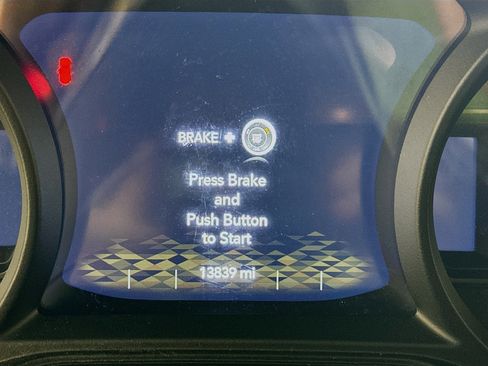 BRAKE +
Press Brake
and
Push Button
to Start
13839 mi